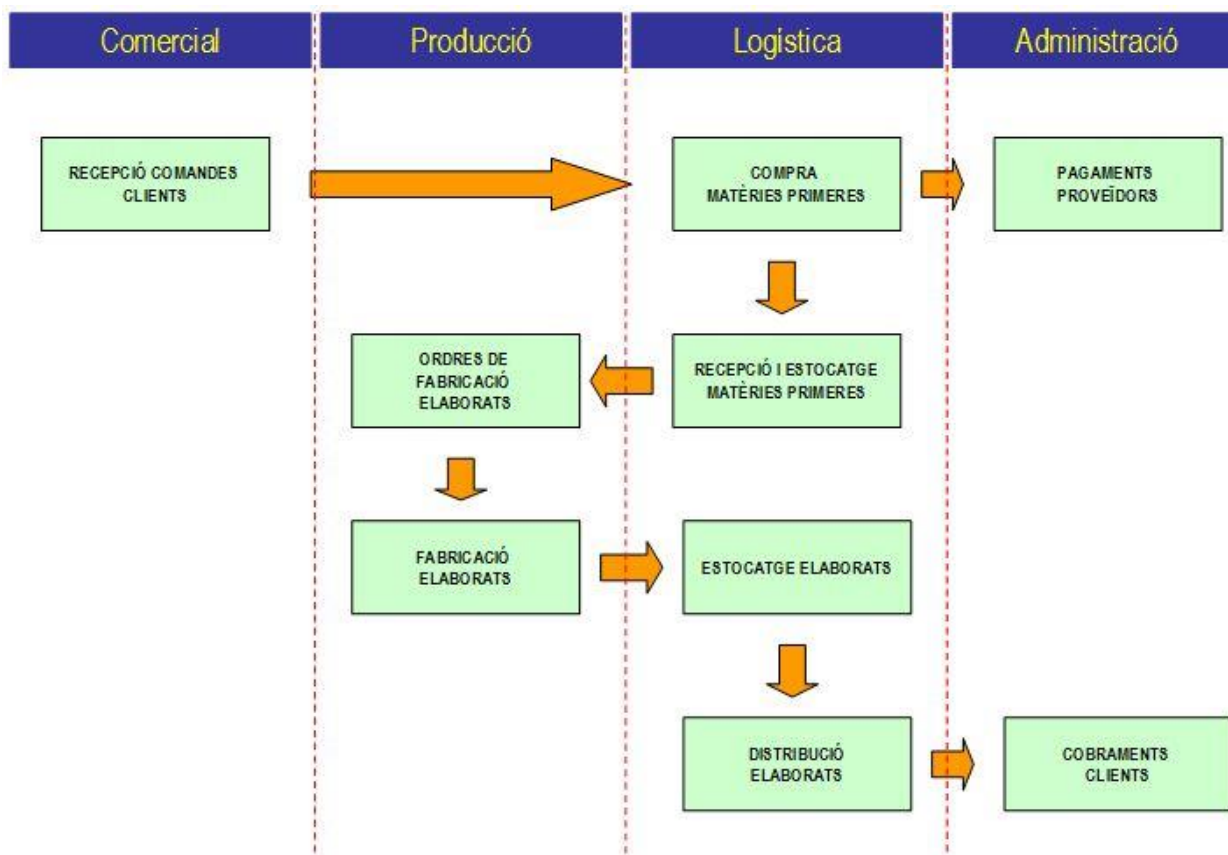 Comercial
Producció
Logística
Administració
RECEPCIÓ COMANDES
CLIENTS
COMPRA
MATÈRIES PRIMERES
PAGAMENTS
PROVEÏDORS
ORDRES DE
FABRICACIÓ
ELABORATS
RECEPCIÓ I ESTOCATGE
MATÈRIES PRIMERES
FABRICACIÓ
ELABORATS
ESTOCATGE ELABORATS
DISTRIBUCIÓ
ELABORATS
COBRAMENTS
CLIENTS